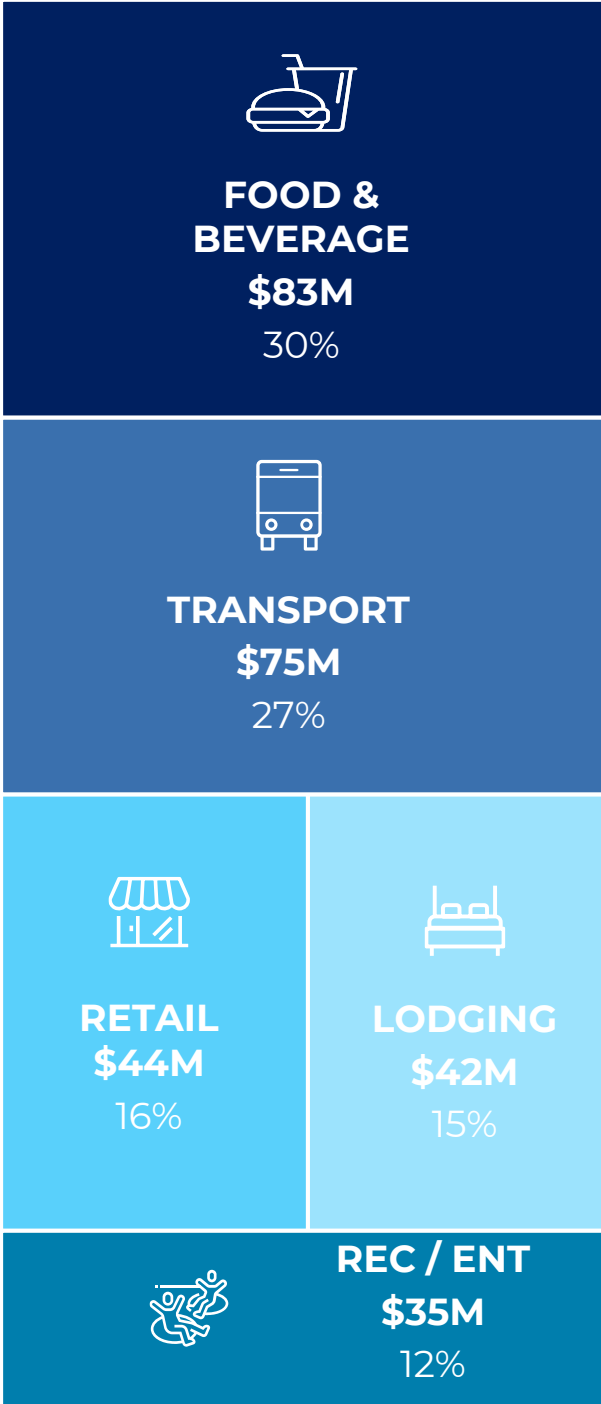 FOOD &
BEVERAGE
$83M
30%
TRANSPORT
$75M
27%
RETAIL
$44M
16%
LODGING
$42M
15%
REC / ENT
$35M
12%